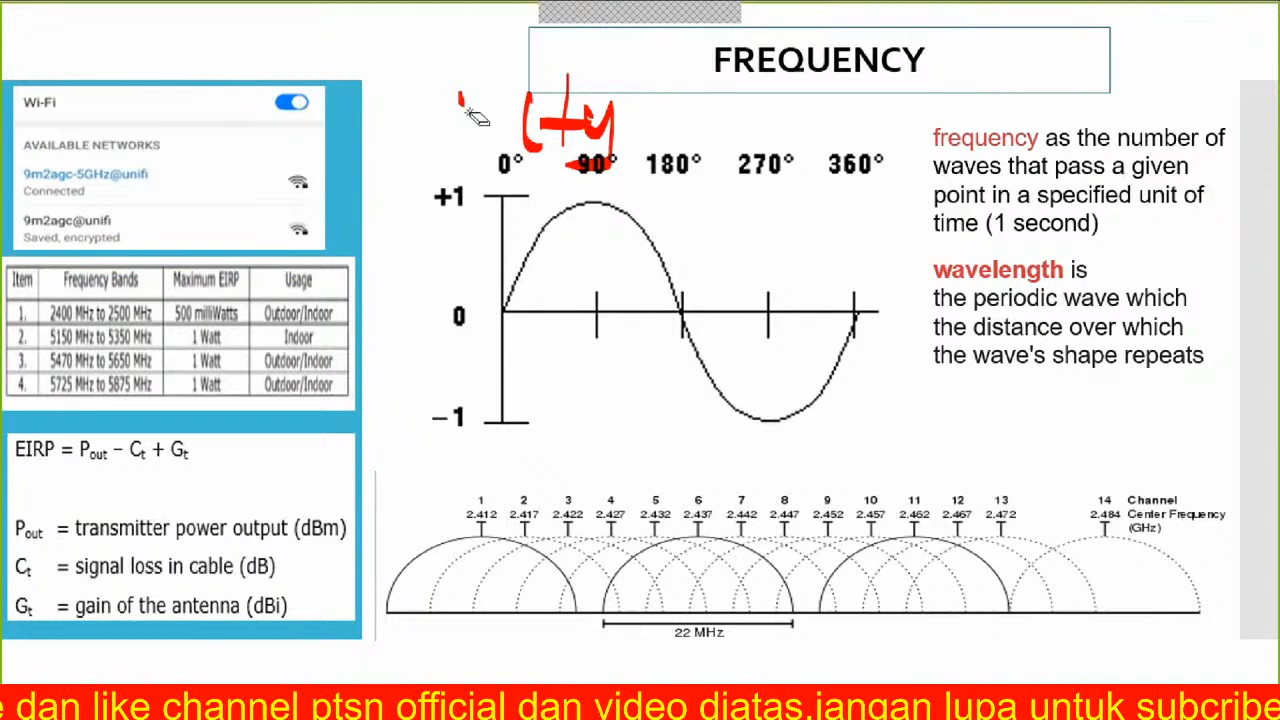 FREQUENCY
Wi-Fi
AVAILABLE NETWORKS
9m2agc-5GHz@unifi
Connected
9m2agc@unifi
Saved, encrypted
Item Frequency Bands Maximum EIRP Usage
1. 2400 MHz to 2500 MHz 500 milliWatts Outdoor/Indoor
2. 5150 MHz to 5350 MHz 1 Watt Indoor
3. 5470 MHz to 5650 MHz 1 Watt Outdoor/Indoor
4. 5725 MHz to 5875 MHz 1 Watt Outdoor/Indoor
EIRP = Pout – Ct + Gt
Pout = transmitter power output (dBm)
Ct = signal loss in cable (dB)
Gt = gain of the antenna (dBi)
0° 90° 180° 270° 360°
+1
0
−1
frequency as the number of
waves that pass a given
point in a specified unit of
time (1 second)
wavelength is
the periodic wave which
the distance over which
the wave's shape repeats
1 2 3 4 5 6 7 8 9 10 11 12 13 14 Channel
2.412 2.417 2.422 2.427 2.432 2.437 2.442 2.447 2.452 2.457 2.462 2.467 2.472 2.484 Center Frequency
(GHz)
22 MHz
e dan like channel ptsn official dan video diatas,jangan lupa untuk subcribe